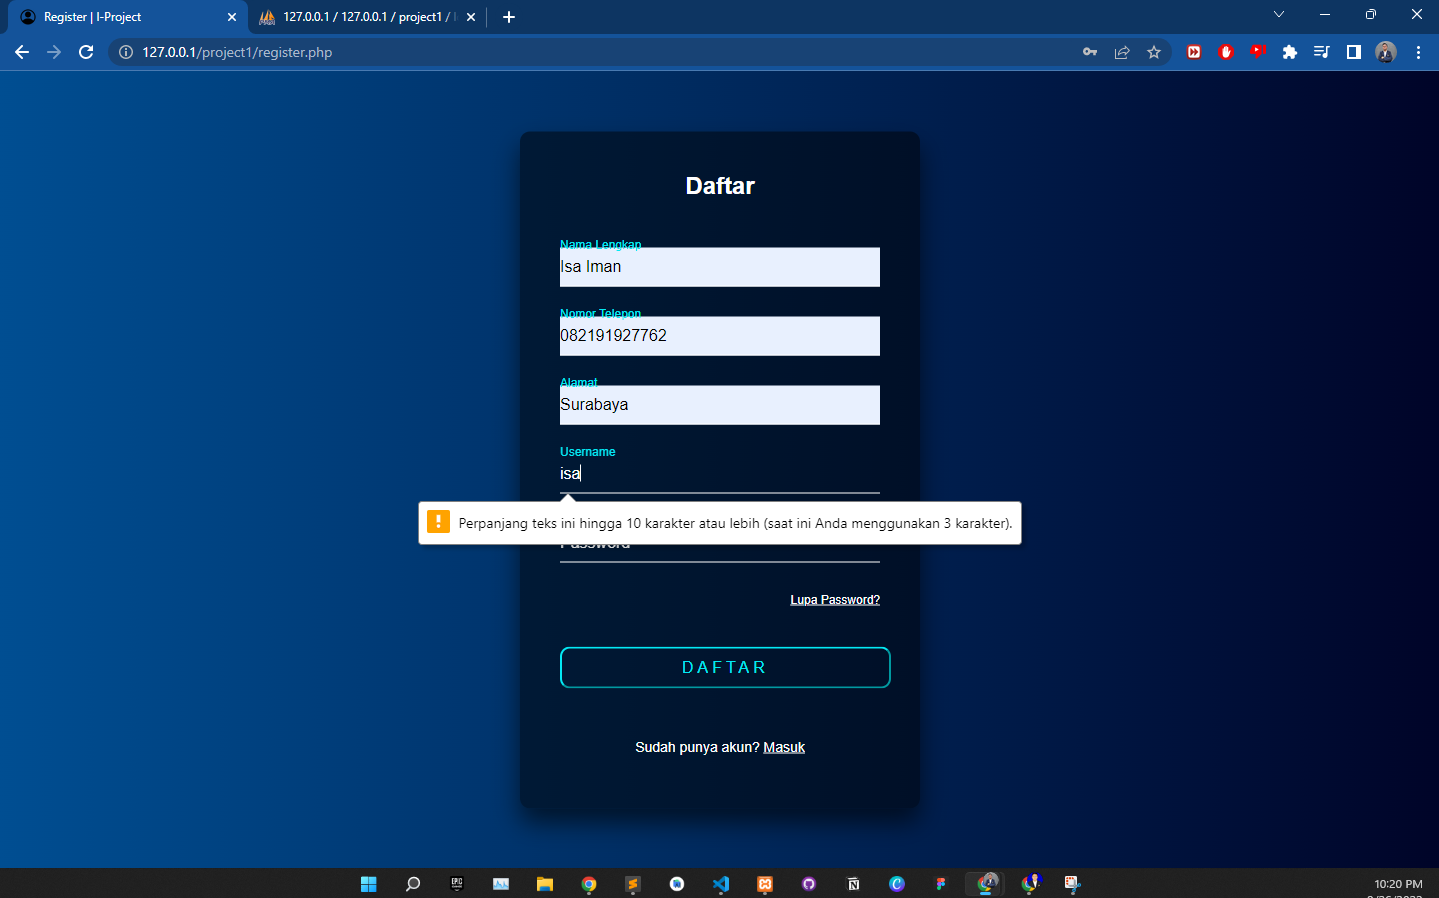 Register | I-Project
127.0.0.1 / 127.0.0.1 / project1 /
127.0.0.1/project1/register.php
Daftar
Nama Lengkap
Isa Iman
Nomor Telepon
082191927762
Alamat
Surabaya
Username
isa
Perpanjang teks ini hingga 10 karakter atau lebih (saat ini Anda menggunakan 3 karakter).
Password
Lupa Password?
DAFTAR
Sudah punya akun? Masuk
EPIC
10:20 PM